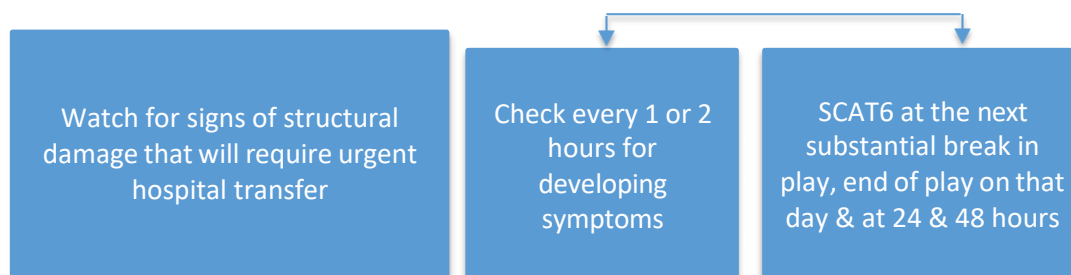 Watch for signs of structural
damage that will require urgent
hospital transfer
Check every 1 or 2
hours for
developing
symptoms
SCAT6 at the next
substantial break in
play, end of play on that
day & at 24 & 48 hours